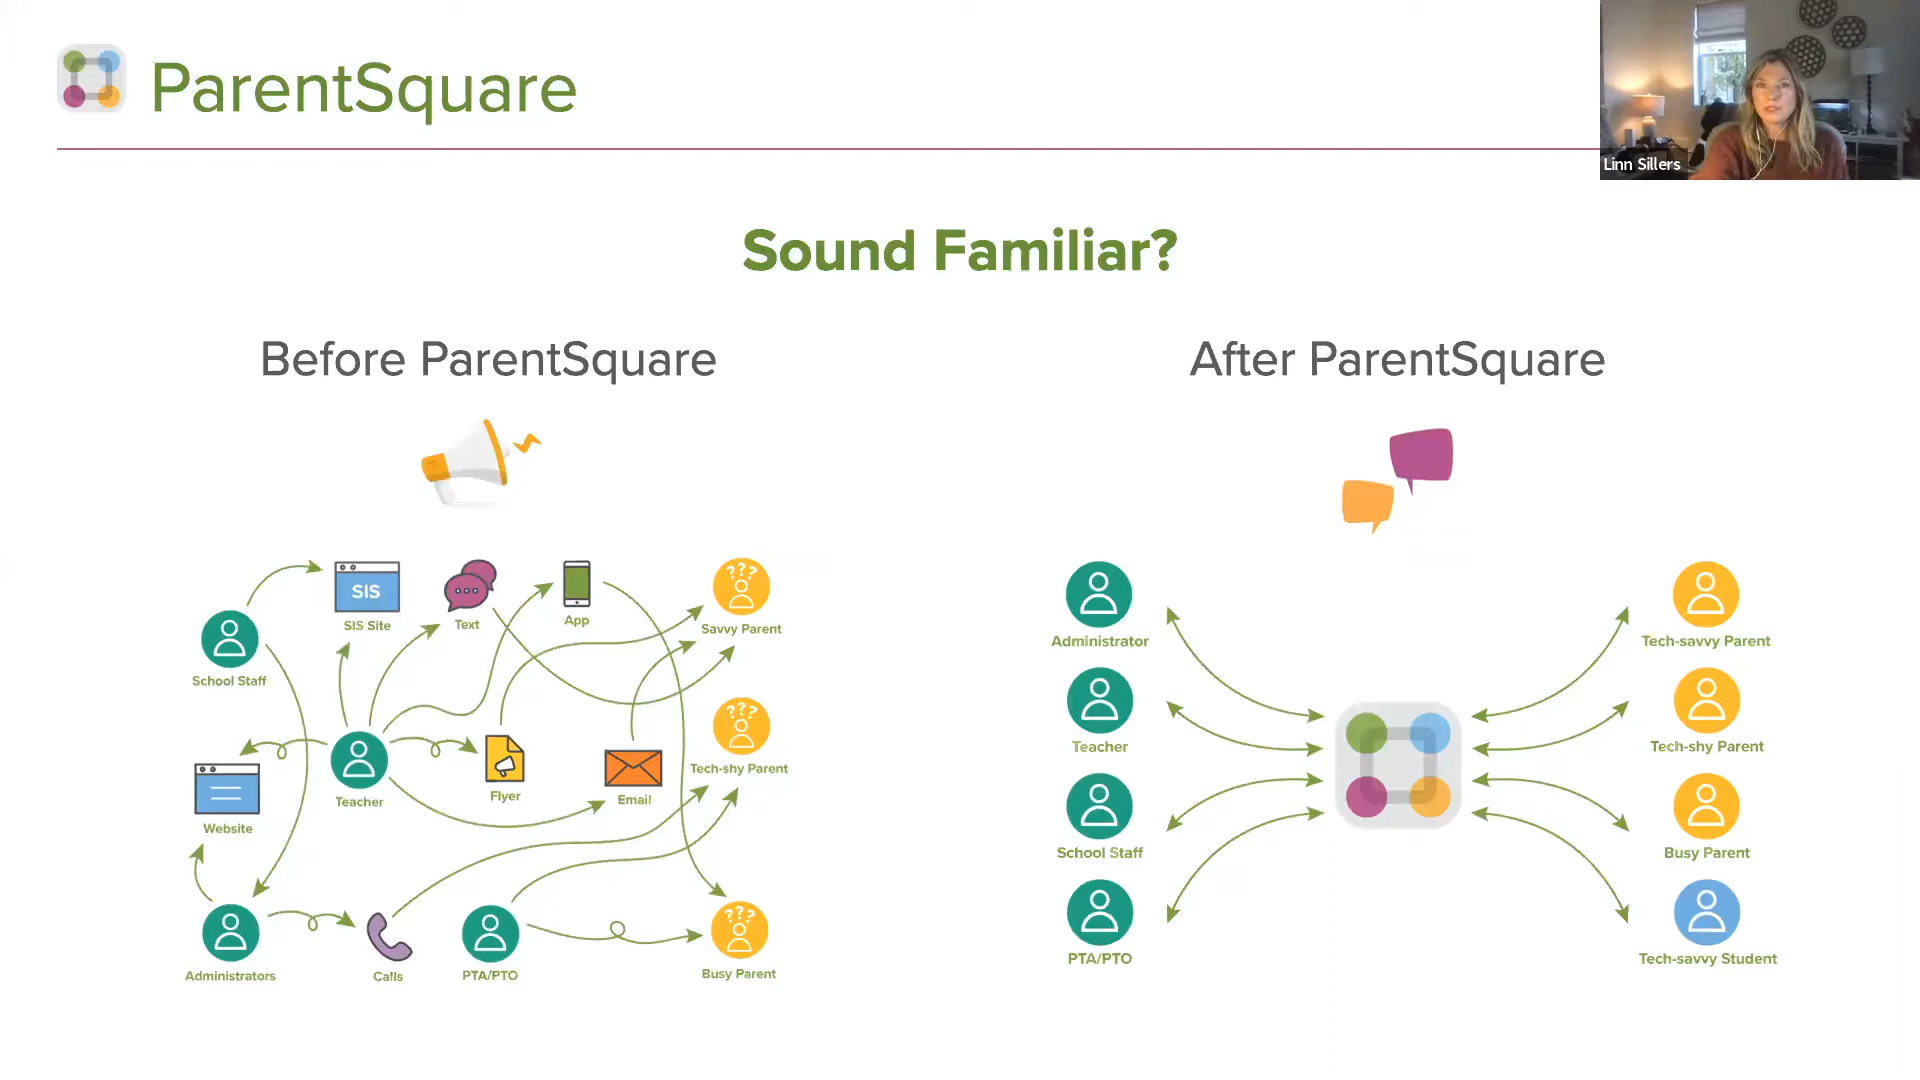 ParentSquare
Linn Sillers
Sound Familiar?
Before ParentSquare
After ParentSquare
SIS
SIS Site
Text
App
???
Savvy Parent
School Staff
???
Tech-shy Parent
Website
Teacher
Flyer
Email
Administrators
Calls
PTA/PTO
???
Busy Parent
Administrator
Teacher
School Staff
PTA/PTO
Tech-savvy Parent
Tech-shy Parent
Busy Parent
Tech-savvy Student